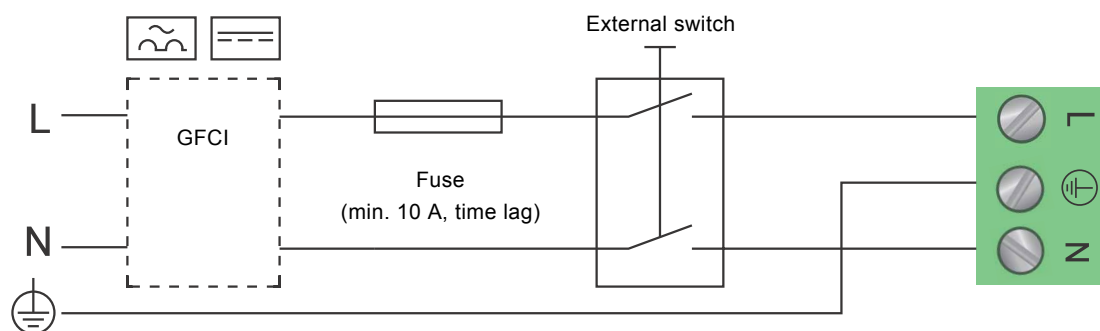 External switch
L
GFCI
L
Fuse
(min. 10 A, time lag)
N
N